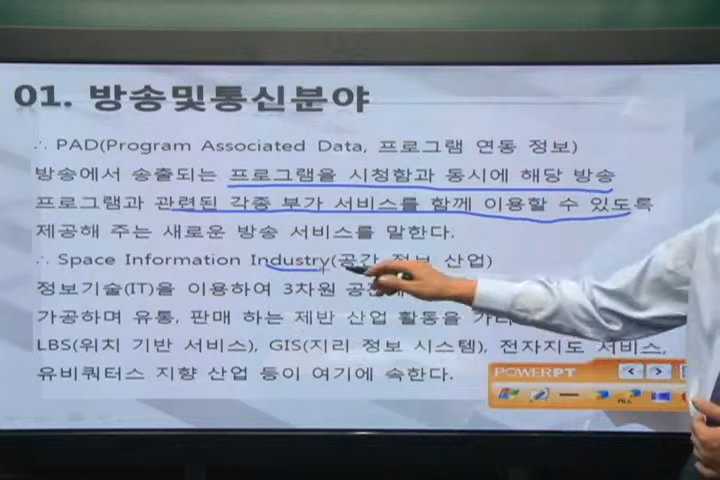 01. 방송및통신분야
∴ PAD(Program Associated Data, 프로그램 연동 정보)
방송에서 송출되는 프로그램을 시청함과 동시에 해당 방송
프로그램과 관련된 각종 부가 서비스를 함께 이용할 수 있도록
제공해 주는 새로운 방송 서비스를 말한다.
∴ Space Information Industry(공간 정보 산업)
정보기술(IT)을 이용하여 3차원
가공하며 유통, 판매 하는 제반 산업 활동을
LBS(위치 기반 서비스), GIS(지리 정보 시스템), 전자지도 서비스,
유비쿼터스 지향 산업 등이 여기에 속한다.
POWERPT
ALL